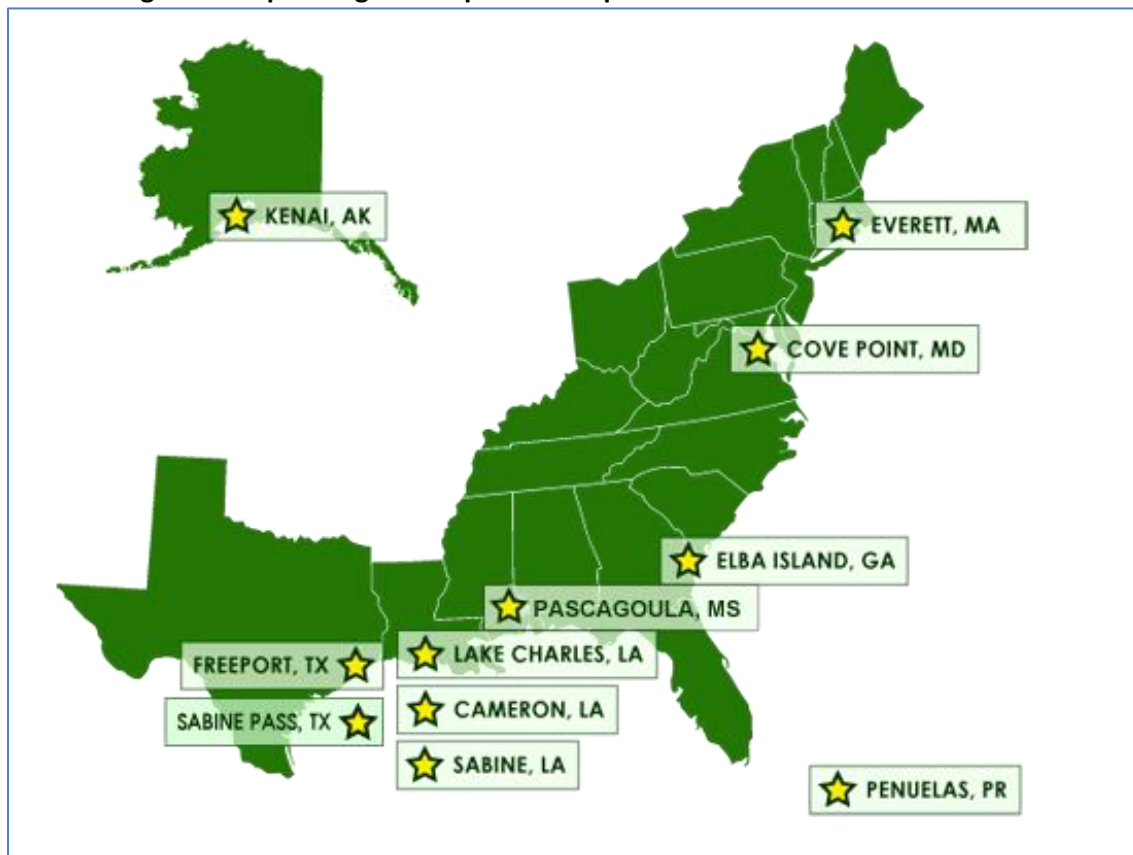 KENAI, AK
EVERETT, MA
COVE POINT, MD
ELBA ISLAND, GA
PASCAGOULA, MS
FREEPORT, TX
LAKE CHARLES, LA
SABINE PASS, TX
CAMERON, LA
SABINE, LA
PENUELAS, PR